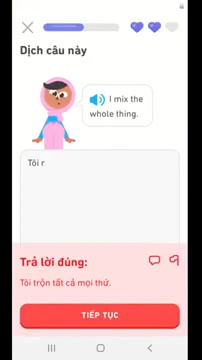 Dịch câu này
I mix the
whole thing.
Tôi r
Trả lời đúng:
Tôi trộn tất cả mọi thứ.
TIẾP TỤC